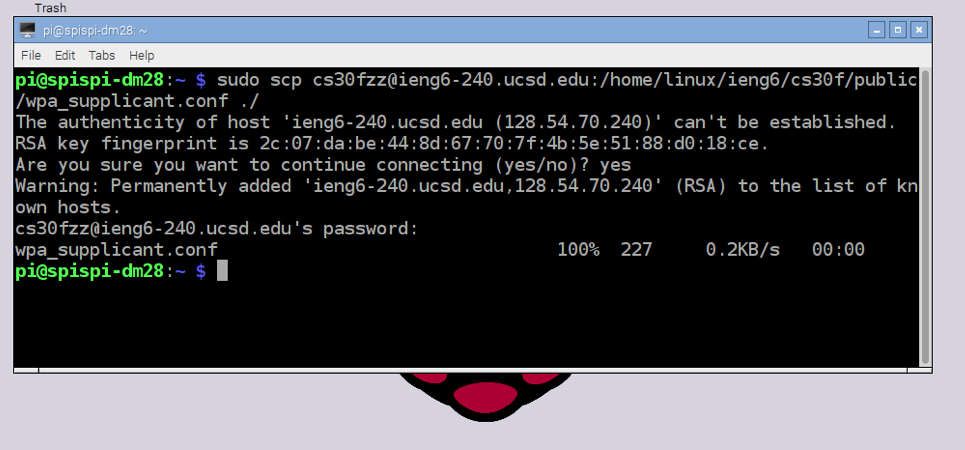 Trash
pi@spispi-dm28: ~
File Edit Tabs Help
pi@spispi-dm28:~ $ sudo scp cs30fzz@ieng6-240.ucsd.edu:/home/linux/ieng6/cs30f/public
/wpa_supplicant.conf ./
The authenticity of host 'ieng6-240.ucsd.edu (128.54.70.240)' can't be established.
RSA key fingerprint is 2c:07:da:be:44:8d:67:70:7f:4b:5e:51:88:d0:18:ce.
Are you sure you want to continue connecting (yes/no)? yes
Warning: Permanently added 'ieng6-240.ucsd.edu,128.54.70.240' (RSA) to the list of kn
own hosts.
cs30fzz@ieng6-240.ucsd.edu's password:
wpa_supplicant.conf 100% 227 0.2KB/s 00:00
pi@spispi-dm28:~ $